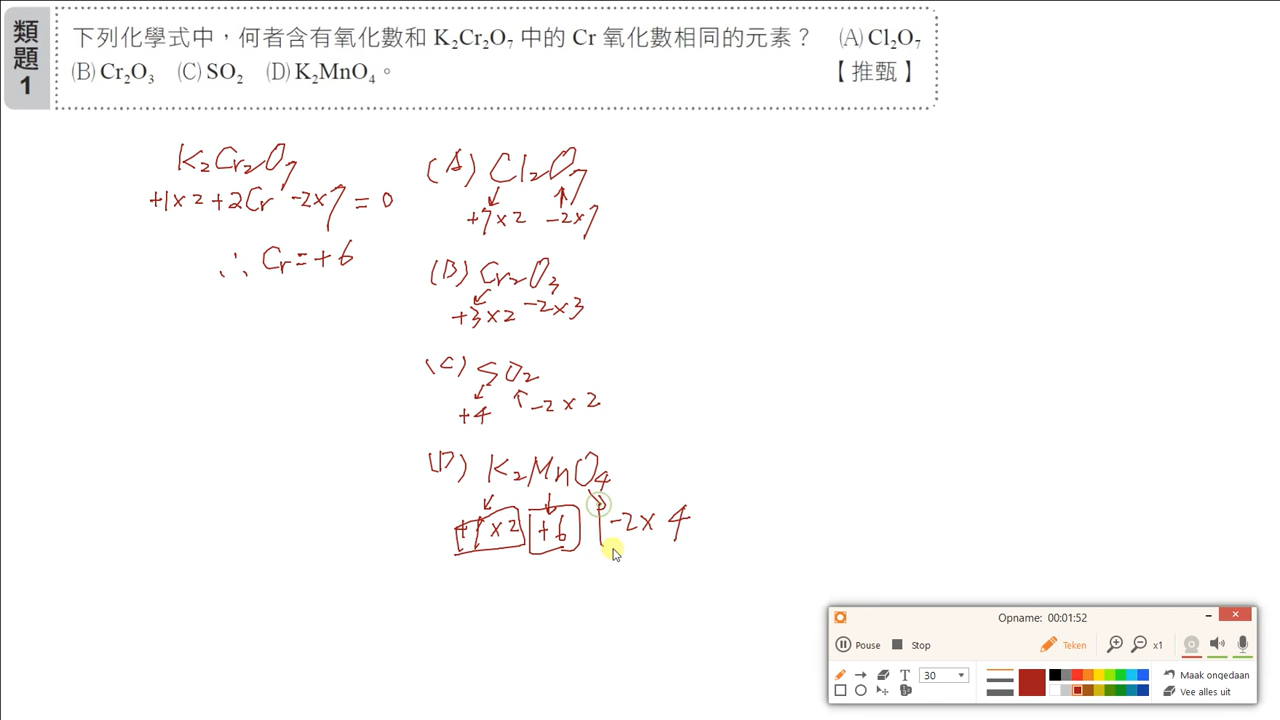 類題1
下列化學式中，何者含有氧化數和 K₂Cr₂O₇ 中的 Cr 氧化數相同的元素？ (A) Cl₂O₇
(B) Cr₂O₃ (C) SO₂ (D) K₂MnO₄。 【推甄】
K₂Cr₂O₇
+1×2+2Cr -2×7 = 0
∴ Cr=+6
(A) Cl₂O₇
+7×2 -2×7
(B) Cr₂O₃
+3×2 -2×3
(C) SO₂
+4 -2×2
(D) K₂MnO₄
+1×2 +6 -2×4
Opname: 00:01:52
Pause Stop Teken x1
T 30 Maak ongedaan
Vee alles uit